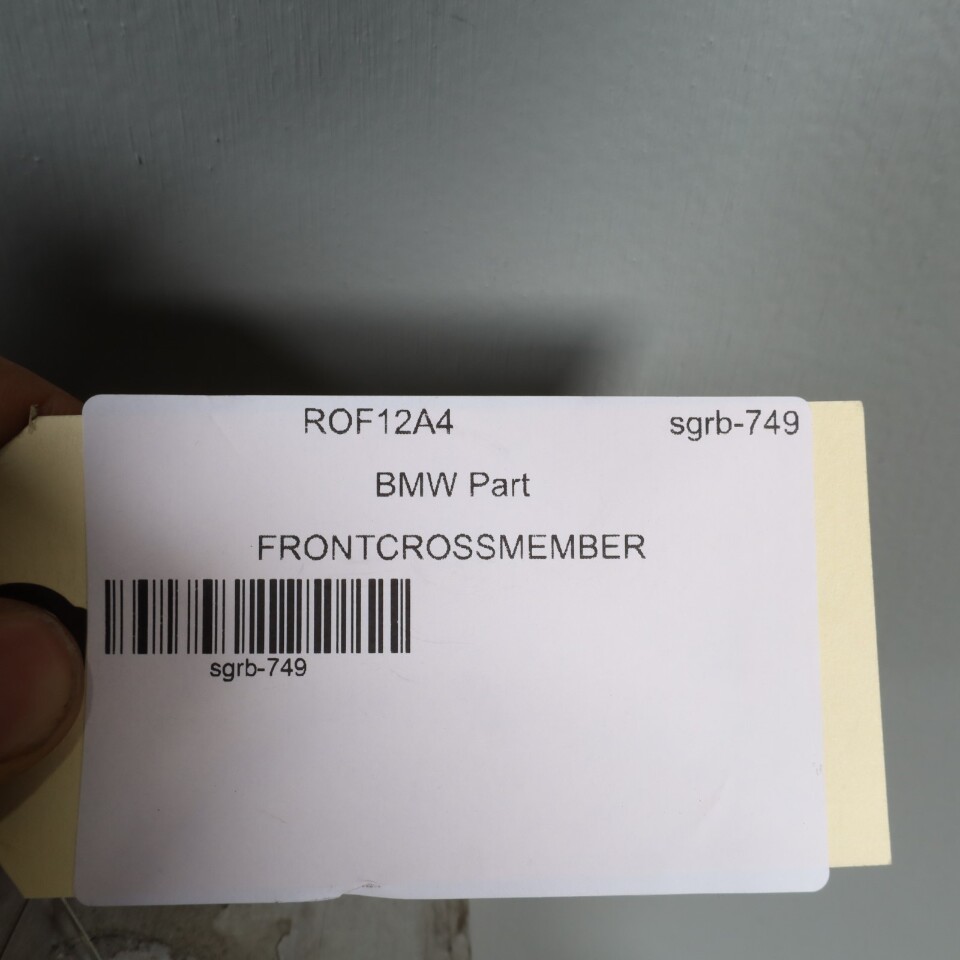 ROF12A4 sgrb-749
BMW Part
FRONTCROSSMEMBER
sgrb-749